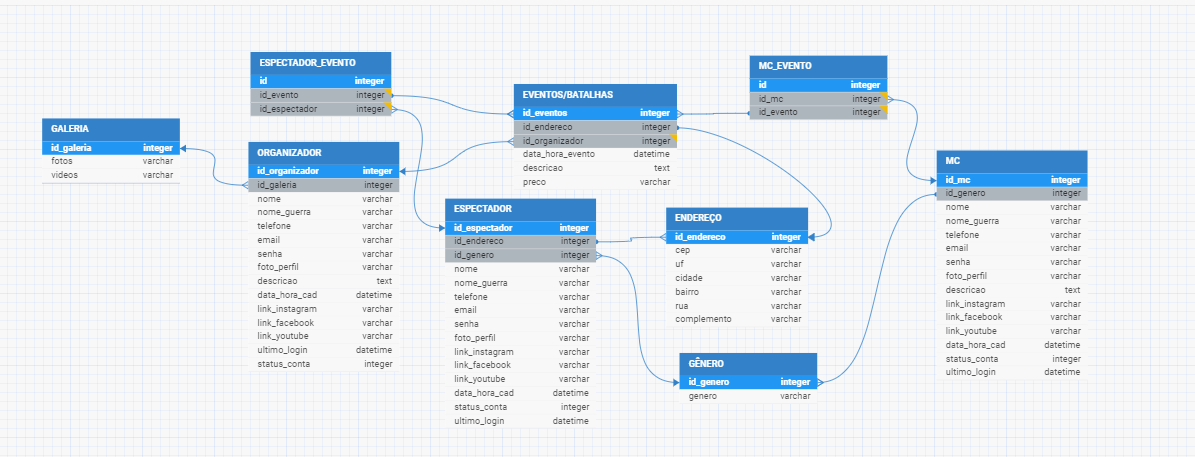 GALERIA
id_galeria integer
fotos varchar
videos varchar
ESPECTADOR_EVENTO
id integer
id_evento integer
id_espectador integer
ORGANIZADOR
id_organizador integer
id_galeria integer
nome varchar
nome_guerra varchar
telefone varchar
email varchar
senha varchar
foto_perfil varchar
descricao text
data_hora_cad datetime
link_instagram varchar
link_facebook varchar
link_youtube varchar
ultimo_login datetime
status_conta integer
EVENTOS/BATALHAS
id_eventos integer
id_endereco integer
id_organizador integer
data_hora_evento datetime
descricao text
preco varchar
ESPECTADOR
id_espectador integer
id_endereco integer
id_genero integer
nome varchar
nome_guerra varchar
telefone varchar
email varchar
senha varchar
foto_perfil varchar
link_instagram varchar
link_facebook varchar
link_youtube varchar
data_hora_cad datetime
status_conta integer
ultimo_login datetime
MC_EVENTO
id integer
id_mc integer
id_evento integer
ENDEREÇO
id_endereco integer
cep varchar
uf varchar
cidade varchar
bairro varchar
rua varchar
complemento varchar
GÊNERO
id_genero integer
genero varchar
MC
id_mc integer
id_genero integer
nome varchar
nome_guerra varchar
telefone varchar
email varchar
senha varchar
foto_perfil varchar
descricao text
link_instagram varchar
link_facebook varchar
link_youtube varchar
data_hora_cad datetime
status_conta integer
ultimo_login datetime